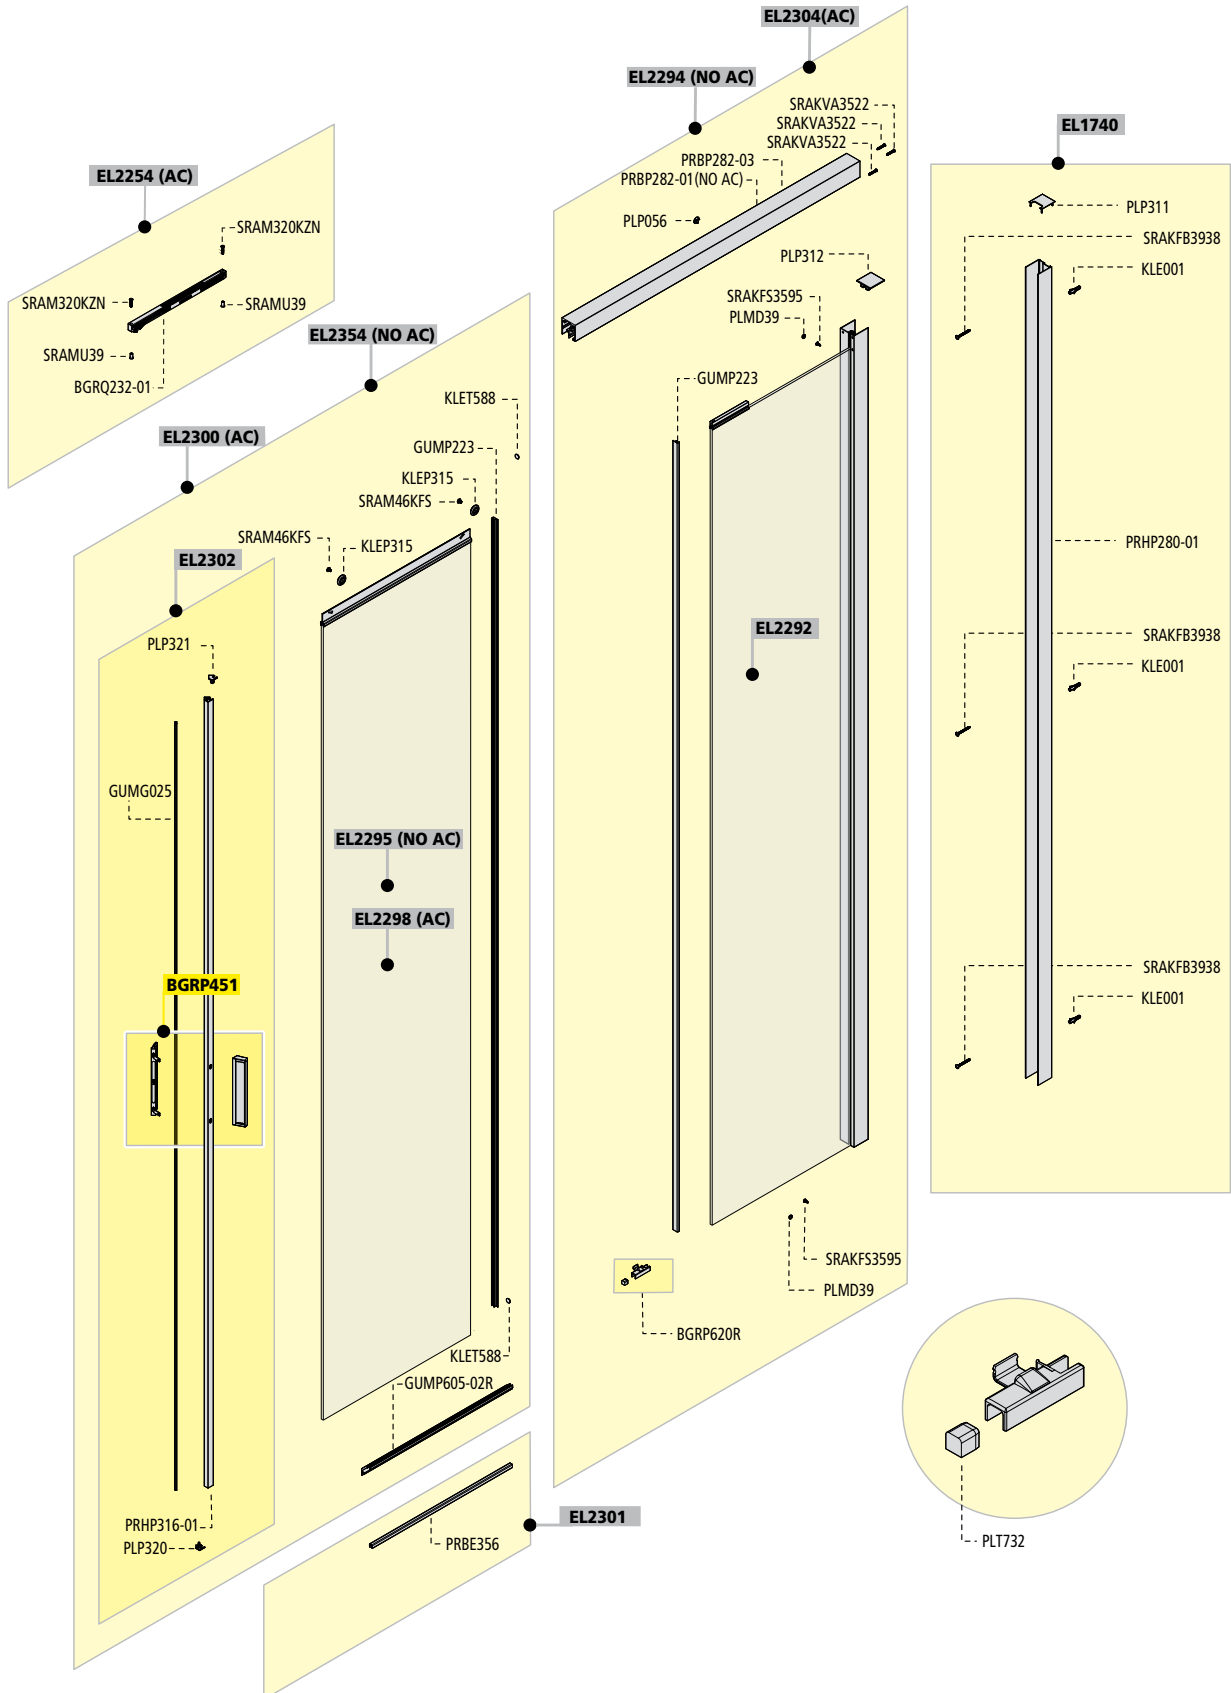 EL2304(AC)
EL2294 (NO AC)
SRAKVA3522
SRAKVA3522
SRAKVA3522
PRBP282-03
PRBP282-01(NO AC)
PLP056
PLP312
SRAKFS3595
PLMD39
GUMP223
EL2292
SRAKFS3595
PLMD39
BGRP620R
EL1740
PLP311
SRAKFB3938
KLE001
PRHP280-01
SRAKFB3938
KLE001
SRAKFB3938
KLE001
EL2254 (AC)
SRAM320KZN
SRAM320KZN
SRAMU39
SRAMU39
BGRQ232-01
EL2354 (NO AC)
KLET588
EL2300 (AC)
GUMP223
KLEP315
SRAM46KFS
SRAM46KFS
KLEP315
EL2302
PLP321
GUMG025
EL2295 (NO AC)
EL2298 (AC)
BGRP451
KLET588
GUMP605-02R
PRHP316-01
PLP320
EL2301
PRBE356
PLT732